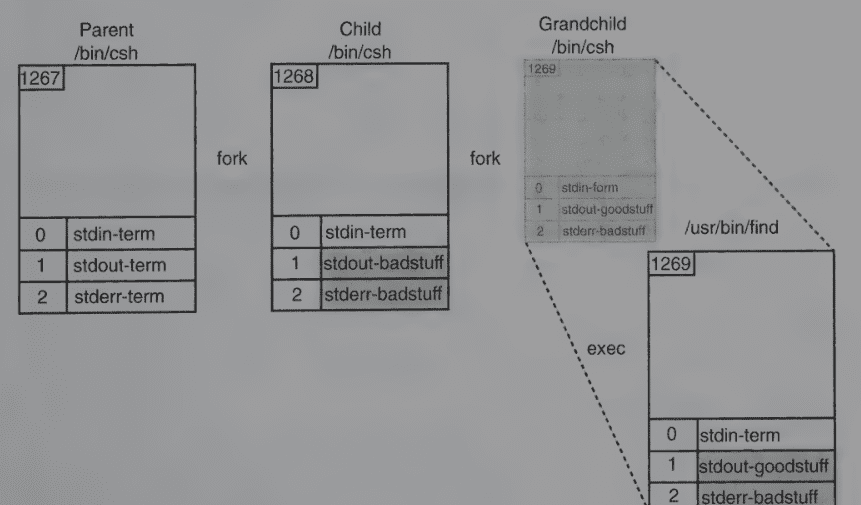 Parent
/bin/csh
1267
0 stdin-term
1 stdout-term
2 stderr-term
fork
Child
/bin/csh
1268
0 stdin-term
1 stdout-badstuff
2 stderr-badstuff
fork
Grandchild
/bin/csh
1269
0 stdin-form
1 stdout-goodstuff
2 stderr-badstuff
exec
/usr/bin/find
1269
0 stdin-term
1 stdout-goodstuff
2 stderr-badstuff